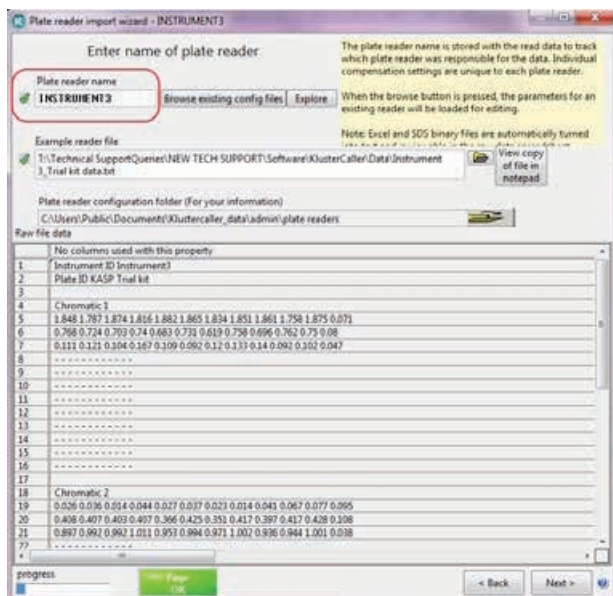 Plate reader import wizard - INSTRUMENT3
Enter name of plate reader
Plate reader name
INSTRUMENT3
Browse existing config files
Explore
The plate reader name is stored with the read data to track
which plate reader was responsible for the data. Individual
compensation settings are unique to each plate reader.
When the browse button is pressed, the parameters for an
existing reader will be loaded for editing.
Note: Excel and SDS binary files are automatically turned
Example reader file
T:\Technical Support\Queries\NEW TECH SUPPORT\Software\KlusterCaller\Data\Instrument
3_Trial kit data.txt
View copy
of file in
notepad
Plate reader configuration folder (For your information)
C:\Users\Public\Documents\Klustercaller_data\admin\plate readers
Raw file data
No columns used with this property
1 Instrument ID Instrument3
2 Plate ID KASP Trial kit
3
4 Chromatic 1
5 1.848 1.787 1.874 1.816 1.882 1.865 1.834 1.851 1.861 1.758 1.875 0.071
6 0.768 0.724 0.703 0.74 0.683 0.731 0.619 0.758 0.696 0.762 0.75 0.08
7 0.111 0.121 0.104 0.167 0.109 0.092 0.12 0.133 0.14 0.092 0.102 0.047
8 - - - - - - - - - - - -
9 - - - - - - - - - - - -
10 - - - - - - - - - - - -
11 - - - - - - - - - - - -
12 - - - - - - - - - - - -
13 - - - - - - - - - - - -
14 - - - - - - - - - - - -
15 - - - - - - - - - - - -
16 - - - - - - - - - - - -
17
18 Chromatic 2
19 0.026 0.036 0.014 0.044 0.027 0.037 0.023 0.014 0.041 0.067 0.077 0.095
20 0.408 0.407 0.403 0.407 0.366 0.425 0.351 0.417 0.397 0.417 0.428 0.108
21 0.897 0.992 0.992 1.011 0.953 0.994 0.971 1.002 0.936 0.944 1.001 0.038
22 - - - - - - - - - - - -
progress
Page
OK
< Back
Next >